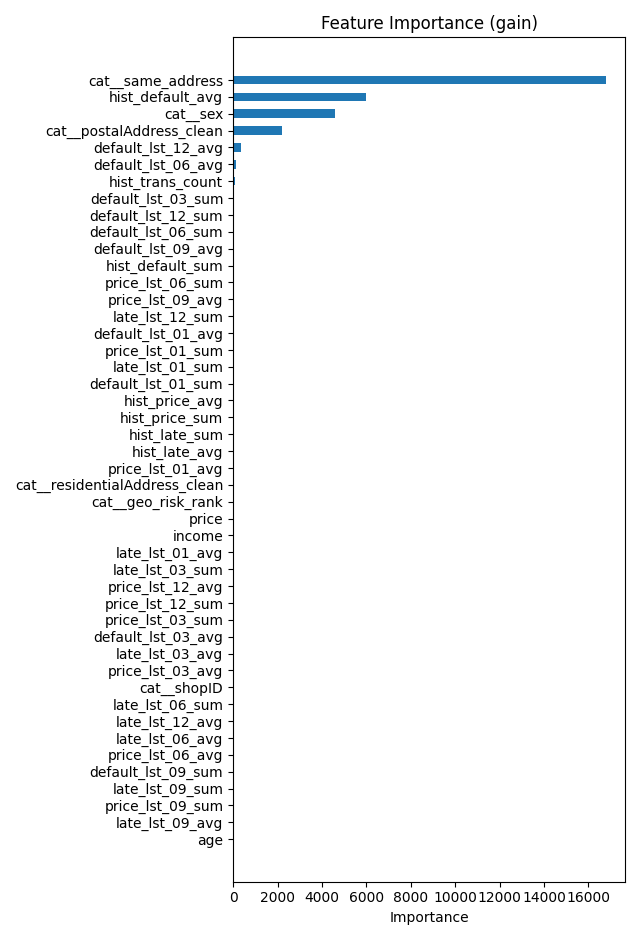 Feature Importance (gain)
cat__same_address
hist_default_avg
cat__sex
cat__postalAddress_clean
default_lst_12_avg
default_lst_06_avg
hist_trans_count
default_lst_03_sum
default_lst_12_sum
default_lst_06_sum
default_lst_09_avg
hist_default_sum
price_lst_06_sum
price_lst_09_avg
late_lst_12_sum
default_lst_01_avg
price_lst_01_sum
late_lst_01_sum
default_lst_01_sum
hist_price_avg
hist_price_sum
hist_late_sum
hist_late_avg
price_lst_01_avg
cat__residentialAddress_clean
cat__geo_risk_rank
price
income
late_lst_01_avg
late_lst_03_sum
price_lst_12_avg
price_lst_12_sum
price_lst_03_sum
default_lst_03_avg
late_lst_03_avg
price_lst_03_avg
cat__shopID
late_lst_06_sum
late_lst_12_avg
late_lst_06_avg
price_lst_06_avg
default_lst_09_sum
late_lst_09_sum
price_lst_09_sum
late_lst_09_avg
age
0 2000 4000 6000 8000 10000 12000 14000 16000
Importance